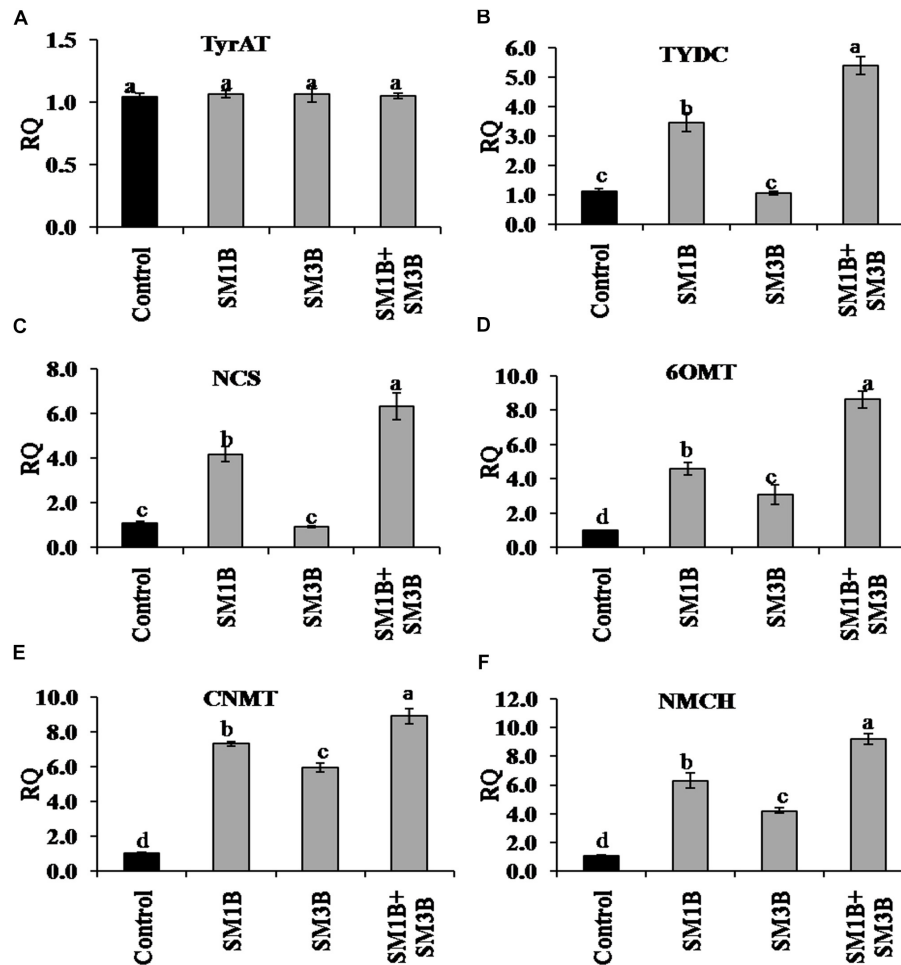 A
TyrAT
RQ
1.5
1.0
0.5
0.0
a
a
a
a
Control
SM1B
SM3B
SM1B+
SM3B
B
TYDC
RQ
6.0
5.0
4.0
3.0
2.0
1.0
0.0
c
b
c
a
Control
SM1B
SM3B
SM1B+
SM3B
C
NCS
RQ
8.0
6.0
4.0
2.0
0.0
c
b
c
a
Control
SM1B
SM3B
SM1B+
SM3B
D
6OMT
RQ
10.0
8.0
6.0
4.0
2.0
0.0
d
b
c
a
Control
SM1B
SM3B
SM1B+
SM3B
E
CNMT
RQ
10.0
8.0
6.0
4.0
2.0
0.0
d
b
c
a
Control
SM1B
SM3B
SM1B+
SM3B
F
NMCH
RQ
12.0
10.0
8.0
6.0
4.0
2.0
0.0
d
b
c
a
Control
SM1B
SM3B
SM1B+
SM3B